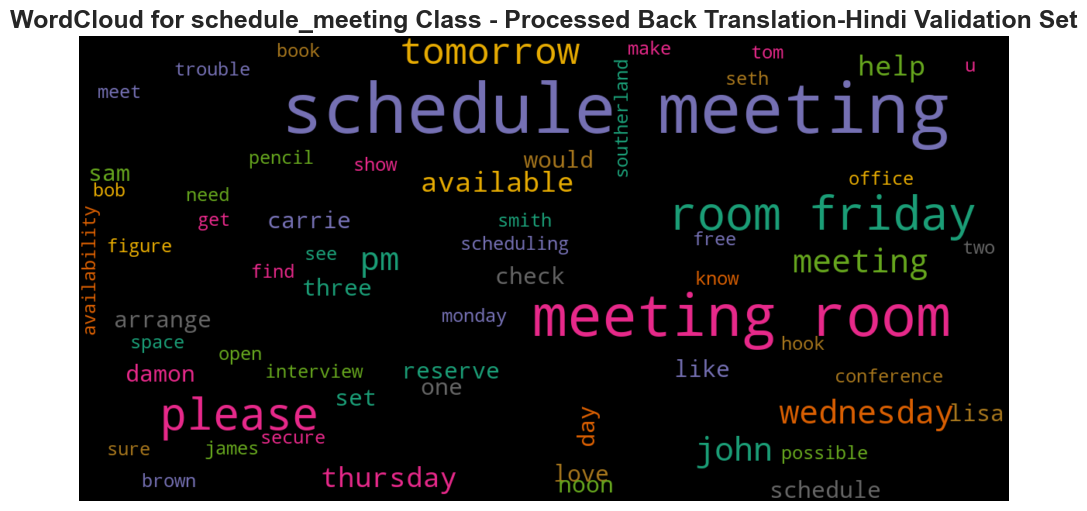 WordCloud for schedule_meeting Class - Processed Back Translation-Hindi Validation Set
book
tomorrow
make
tom
trouble
help
u
meet
seth
schedule meeting
southerland
pencil
show
would
sam
available
office
bob
need
get
carrie
smith
room friday
figure
see
scheduling
free
two
availability
find
pm
check
meeting
know
three
arrange
monday
meeting room
space
hook
open
interview
reserve
like
damon
one
conference
set
please
day
wednesday
lisa
secure
sure
james
john
possible
brown
thursday
love
noon
schedule